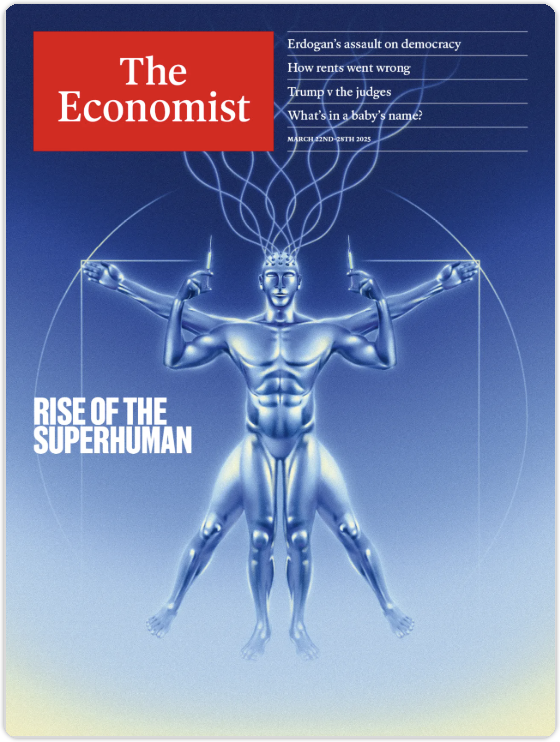 The
Economist
Erdogan's assault on democracy
How rents went wrong
Trump v the judges
What's in a baby's name?
MARCH 22ND-28TH 2025
RISE OF THE
SUPERHUMAN